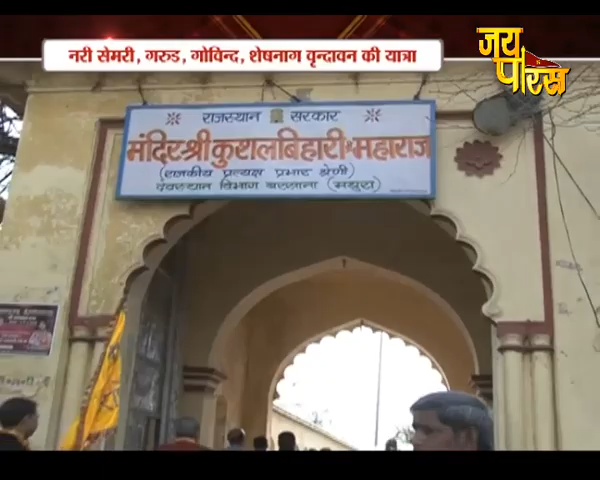 नरी सेमरी, गरुड, गोविन्द, शेषनाग वृन्दावन की यात्रा
जय पारस
राजस्थान सरकार
मंदिर श्री कुशलबिहारी महाराज
(राजकीय प्रत्यक्ष प्रभार श्रेणी)
देवस्थान विभाग बरसाना (मथुरा)